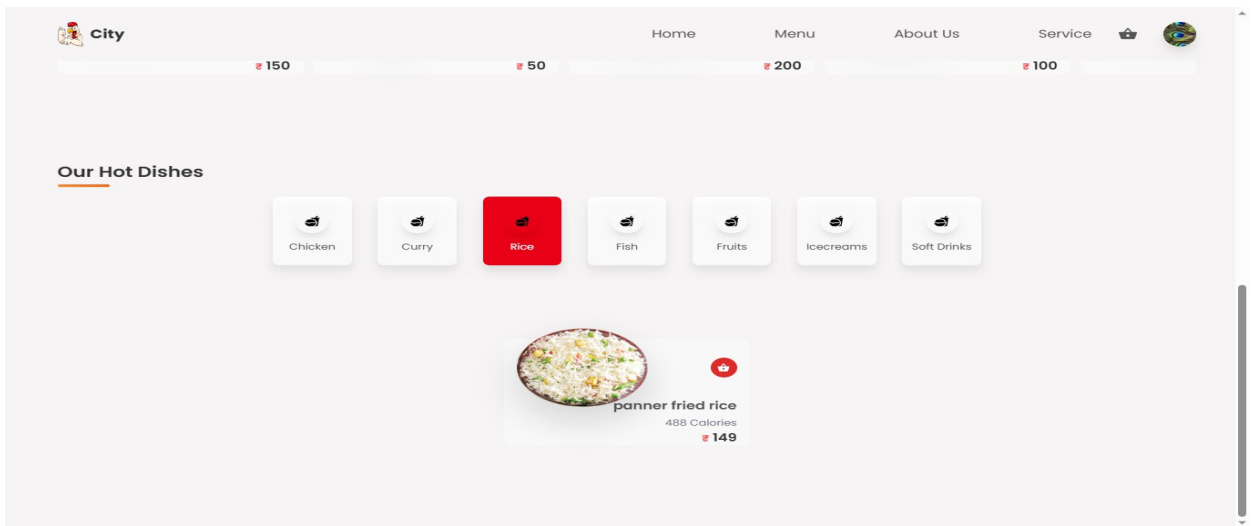 City
Home Menu About Us Service
₹ 150 ₹ 50 ₹ 200 ₹ 100
Our Hot Dishes
Chicken Curry Rice Fish Fruits Icecreams Soft Drinks
panner fried rice
488 Calories
₹ 149